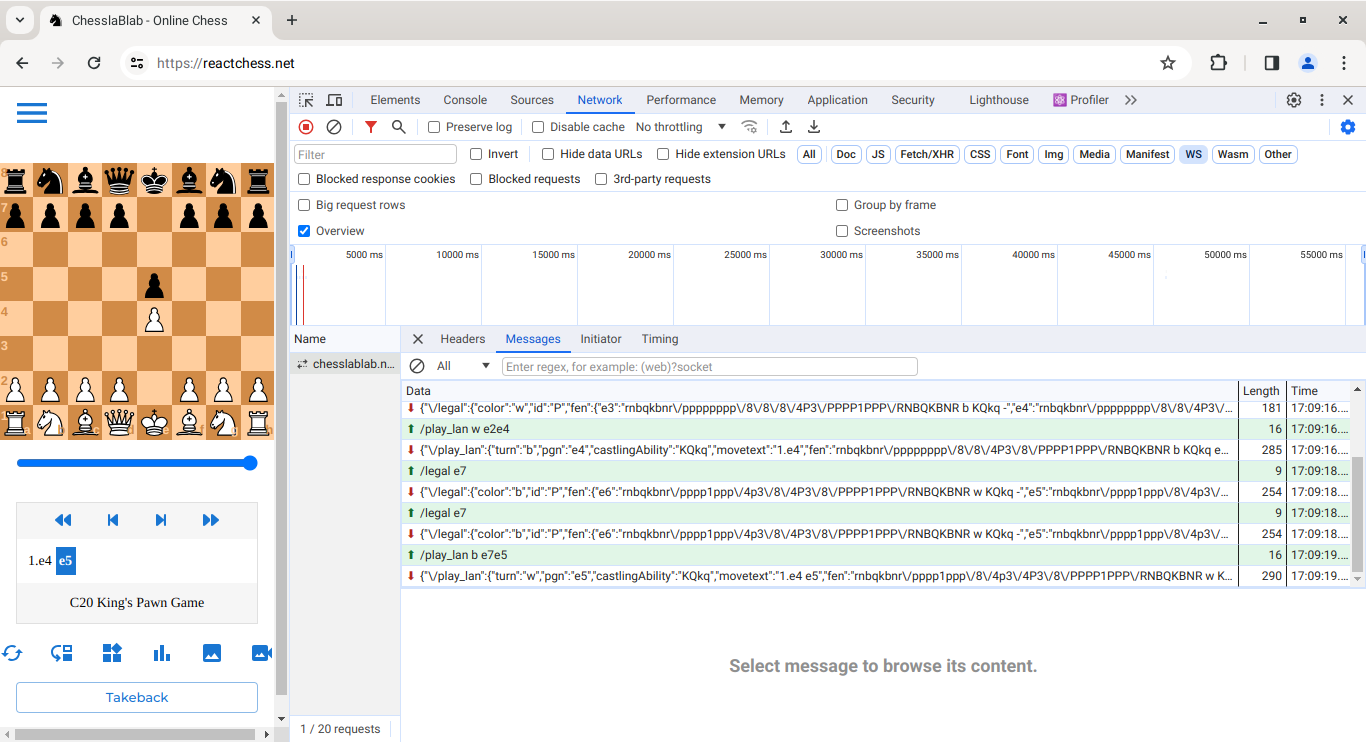 ChesslaBlab - Online Chess
https://reactchess.net
Elements Console Sources Network Performance Memory Application Security Lighthouse Profiler
Preserve log Disable cache No throttling
Filter Invert Hide data URLs Hide extension URLs All Doc JS Fetch/XHR CSS Font Img Media Manifest WS Wasm Other
Blocked response cookies Blocked requests 3rd-party requests
Big request rows Group by frame
Overview Screenshots
5000 ms 10000 ms 15000 ms 20000 ms 25000 ms 30000 ms 35000 ms 40000 ms 45000 ms 50000 ms 55000 ms
8
7
6
5
4
3
2
1
Name
chesslablab.n...
Headers Messages Initiator Timing
All Enter regex, for example: (web)?socket
Data Length Time
{"\/legal":{"color":"w","id":"P","fen":{"e3":"rnbqkbnr\/pppppppp\/8\/8\/8\/4P3\/PPPP1PPP\/RNBQKBNR b KQkq -","e4":"rnbqkbnr\/pppppppp\/8\/8\/4P3\/... 181 17:09:16....
/play_lan w e2e4 16 17:09:16....
{"\/play_lan":{"turn":"b","pgn":"e4","castlingAbility":"KQkq","movetext":"1.e4","fen":"rnbqkbnr\/pppppppp\/8\/8\/4P3\/8\/PPPP1PPP\/RNBQKBNR b KQkq e... 285 17:09:16....
/legal e7 9 17:09:18....
{"\/legal":{"color":"b","id":"P","fen":{"e6":"rnbqkbnr\/pppp1ppp\/4p3\/8\/4P3\/8\/PPPP1PPP\/RNBQKBNR w KQkq -","e5":"rnbqkbnr\/pppp1ppp\/8\/4p3\/... 254 17:09:18....
/legal e7 9 17:09:18....
{"\/legal":{"color":"b","id":"P","fen":{"e6":"rnbqkbnr\/pppp1ppp\/4p3\/8\/4P3\/8\/PPPP1PPP\/RNBQKBNR w KQkq -","e5":"rnbqkbnr\/pppp1ppp\/8\/4p3\/... 254 17:09:18....
/play_lan b e7e5 16 17:09:19....
{"\/play_lan":{"turn":"w","pgn":"e5","castlingAbility":"KQkq","movetext":"1.e4 e5","fen":"rnbqkbnr\/pppp1ppp\/8\/4p3\/4P3\/8\/PPPP1PPP\/RNBQKBNR w K... 290 17:09:19....
1.e4 e5
C20 King's Pawn Game
Takeback
Select message to browse its content.
1 / 20 requests